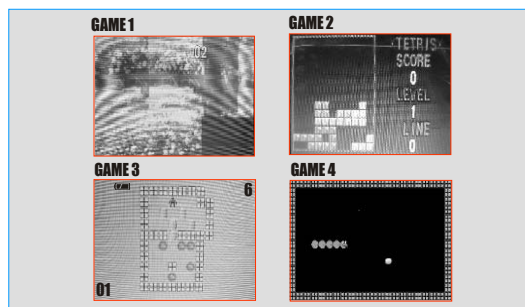 GAME 1
02
GAME 2
TETRIS
SCORE
0
LEVEL
1
LINE
0
GAME 3
6
01
GAME 4